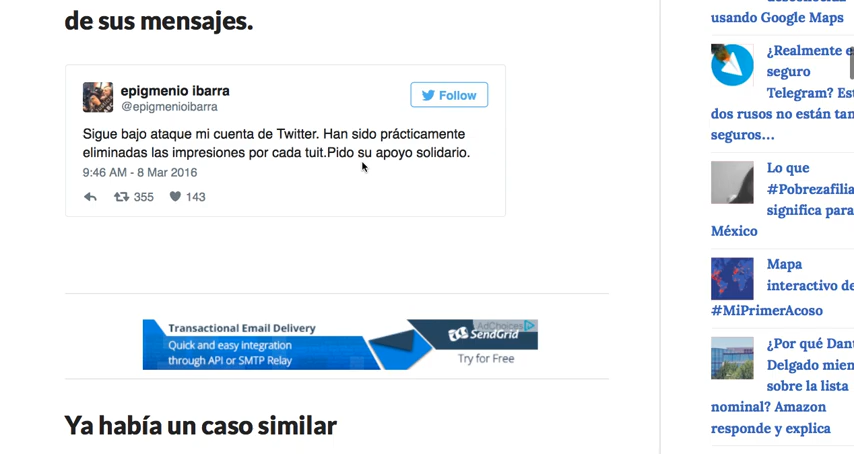 de sus mensajes.
epigmenio ibarra
@epigmenioibarra
Follow
Sigue bajo ataque mi cuenta de Twitter. Han sido prácticamente
eliminadas las impresiones por cada tuit.Pido su apoyo solidario.
9:46 AM - 8 Mar 2016
355
143
Transactional Email Delivery
Quick and easy integration
through API or SMTP Relay
AdChoices
SendGrid
Try for Free
Ya había un caso similar
usando Google Maps
¿Realmente e
seguro
Telegram? Es
dos rusos no están tan
seguros…
Lo que
#Pobrezafilia
significa para
México
Mapa
interactivo de
#MiPrimerAcoso
¿Por qué Dan
Delgado mien
sobre la lista
nominal? Amazon
responde y explica